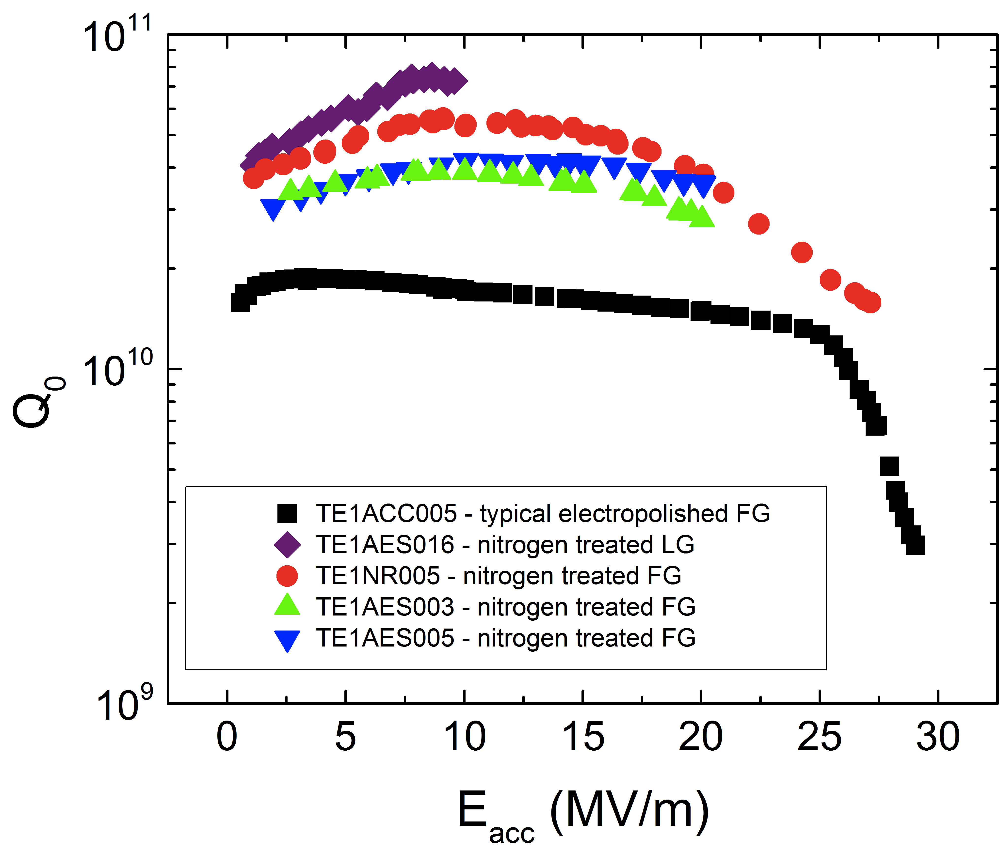 10^11
10^10
10^9
Q_0
TE1ACC005 - typical electropolished FG
TE1AES016 - nitrogen treated LG
TE1NR005 - nitrogen treated FG
TE1AES003 - nitrogen treated FG
TE1AES005 - nitrogen treated FG
0 5 10 15 20 25 30
E_acc (MV/m)